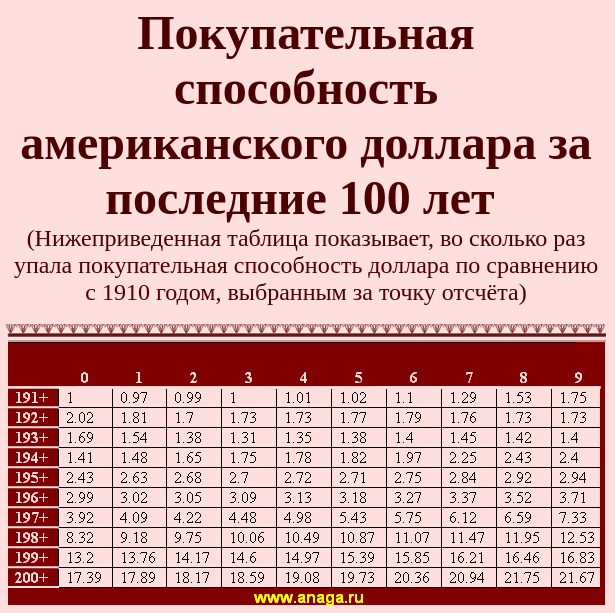 Покупательная
способность
американского доллара за
последние 100 лет
(Нижеприведенная таблица показывает, во сколько раз
упала покупательная способность доллара по сравнению
с 1910 годом, выбранным за точку отсчёта)
0 1 2 3 4 5 6 7 8 9
191+ 1 0.97 0.99 1 1.01 1.02 1.1 1.29 1.53 1.75
192+ 2.02 1.81 1.7 1.73 1.73 1.77 1.79 1.76 1.73 1.73
193+ 1.69 1.54 1.38 1.31 1.35 1.38 1.4 1.45 1.42 1.4
194+ 1.41 1.48 1.65 1.75 1.78 1.82 1.97 2.25 2.43 2.4
195+ 2.43 2.63 2.68 2.7 2.72 2.71 2.75 2.84 2.92 2.94
196+ 2.99 3.02 3.05 3.09 3.13 3.18 3.27 3.37 3.52 3.71
197+ 3.92 4.09 4.22 4.48 4.98 5.43 5.75 6.12 6.59 7.33
198+ 8.32 9.18 9.75 10.06 10.49 10.87 11.07 11.47 11.95 12.53
199+ 13.2 13.76 14.17 14.6 14.97 15.39 15.85 16.21 16.46 16.83
200+ 17.39 17.89 18.17 18.59 19.08 19.73 20.36 20.94 21.75 21.67
www.anaga.ru